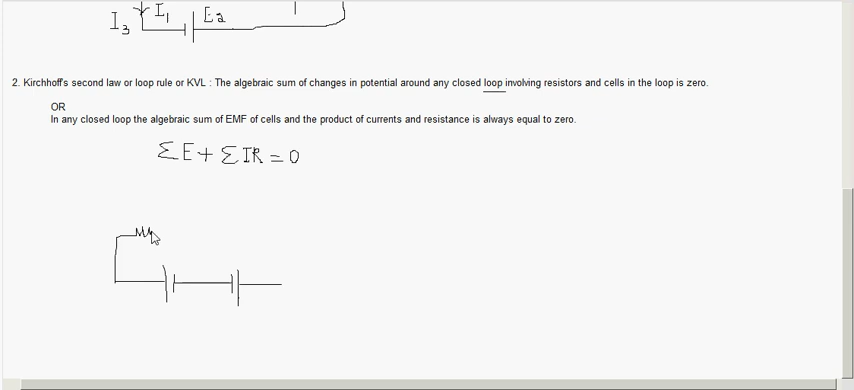 I3 I1 E2
2. Kirchhoff's second law or loop rule or KVL : The algebraic sum of changes in potential around any closed loop involving resistors and cells in the loop is zero.
OR
In any closed loop the algebraic sum of EMF of cells and the product of currents and resistance is always equal to zero.
ΣE + ΣIR = 0